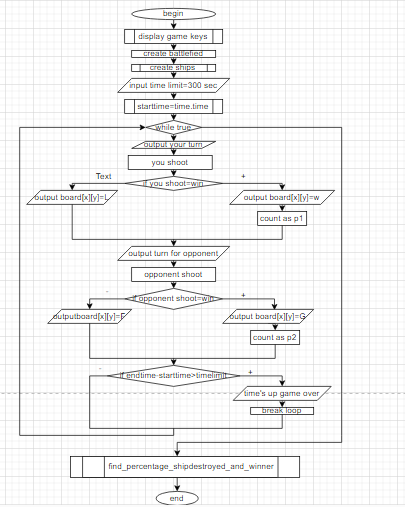 begin
display game keys
create battlefied
create ships
input time limit=300 sec
starttime=time.time
while true
output your turn
you shoot
Text
if you shoot=win
+
output board[x][y]=L
output board[x][y]=w
count as p1
output turn for opponent
opponent shoot
-
if opponent shoot=win
+
outputboard[x][y]=F
output board[x][y]=G
count as p2
-
if endtime-starttime>timelimit
+
time's up game over
break loop
find_percentage_shipdestroyed_and_winner
end